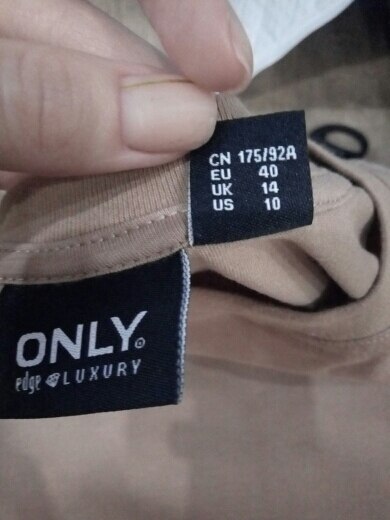 CN 175/92A
EU 40
UK 14
US 10
ONLY
edge LUXURY